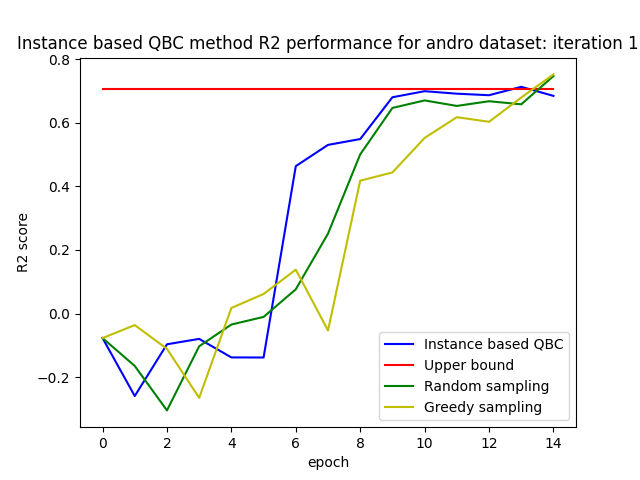 Instance based QBC method R2 performance for andro dataset: iteration 1
0.8
0.6
0.4
0.2
0.0
−0.2
R2 score
Instance based QBC
Upper bound
Random sampling
Greedy sampling
0 2 4 6 8 10 12 14
epoch